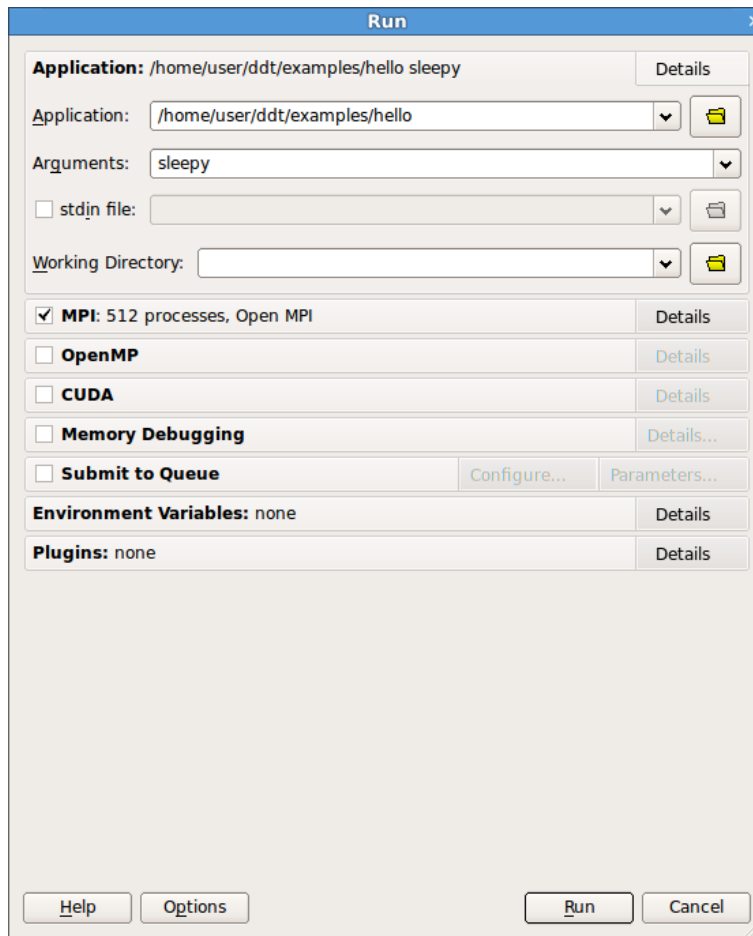 Run
Application: /home/user/ddt/examples/hello sleepy Details
Application: /home/user/ddt/examples/hello
Arguments: sleepy
stdin file:
Working Directory:
MPI: 512 processes, Open MPI Details
OpenMP Details
CUDA Details
Memory Debugging Details...
Submit to Queue Configure... Parameters...
Environment Variables: none Details
Plugins: none Details
Help Options Run Cancel